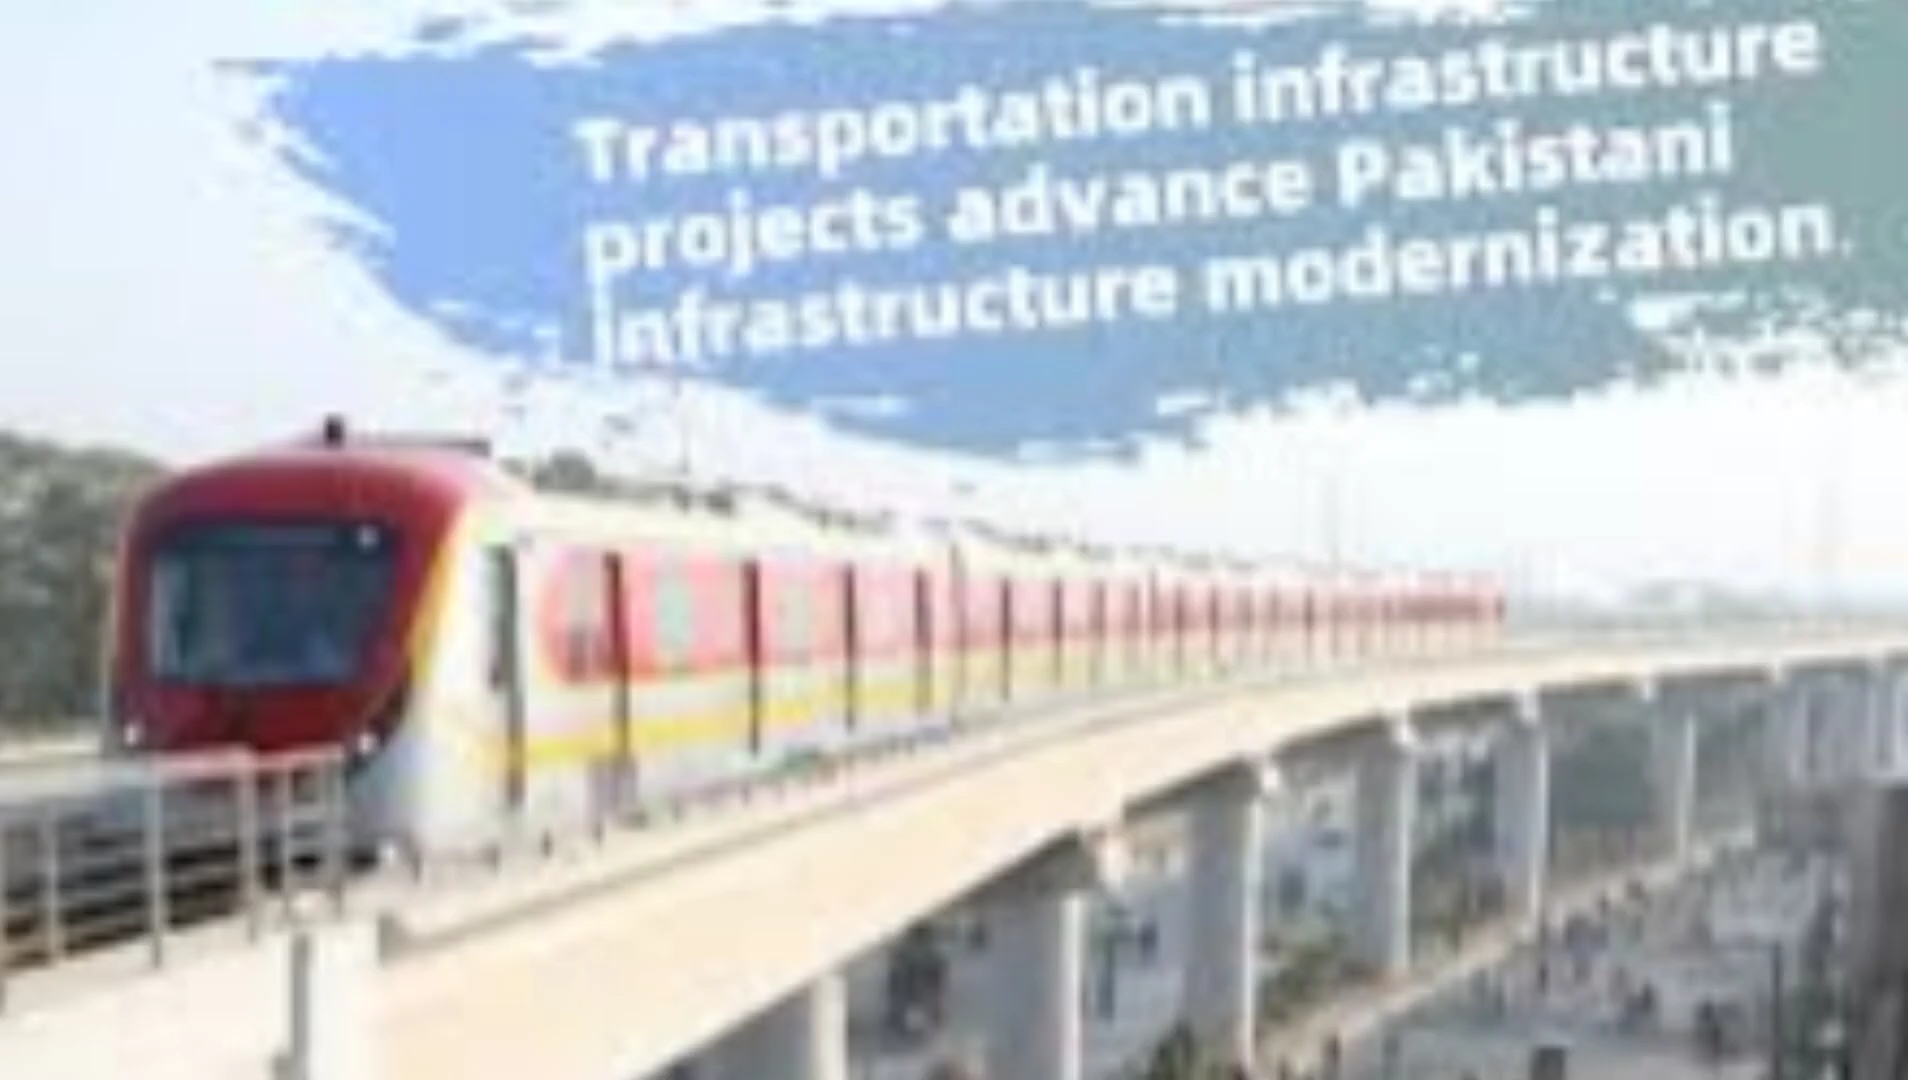 Transportation infrastructure
projects advance Pakistani
infrastructure modernization.